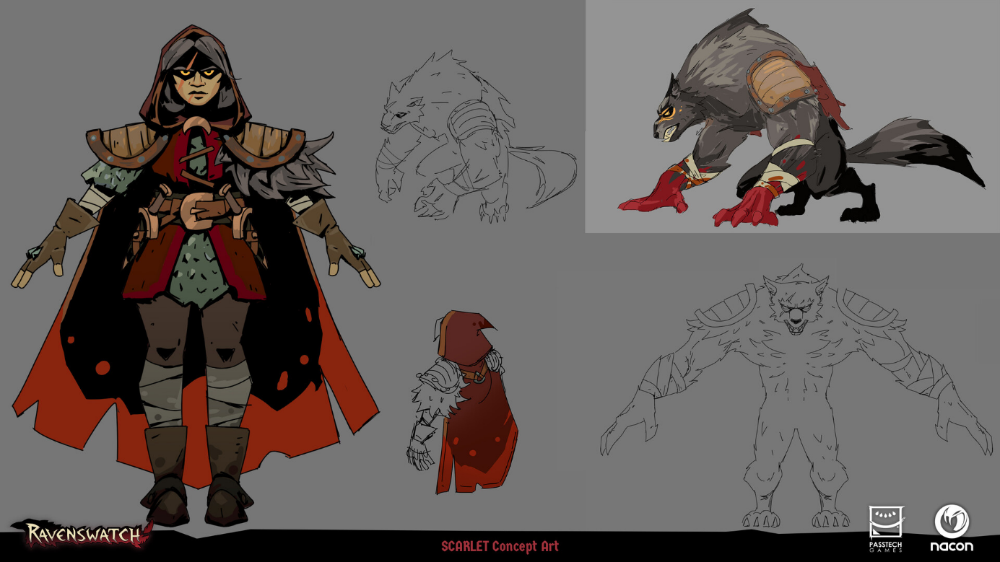 RAVENSWATCH
SCARLET Concept Art
PASSTECH
GAMES
nacon